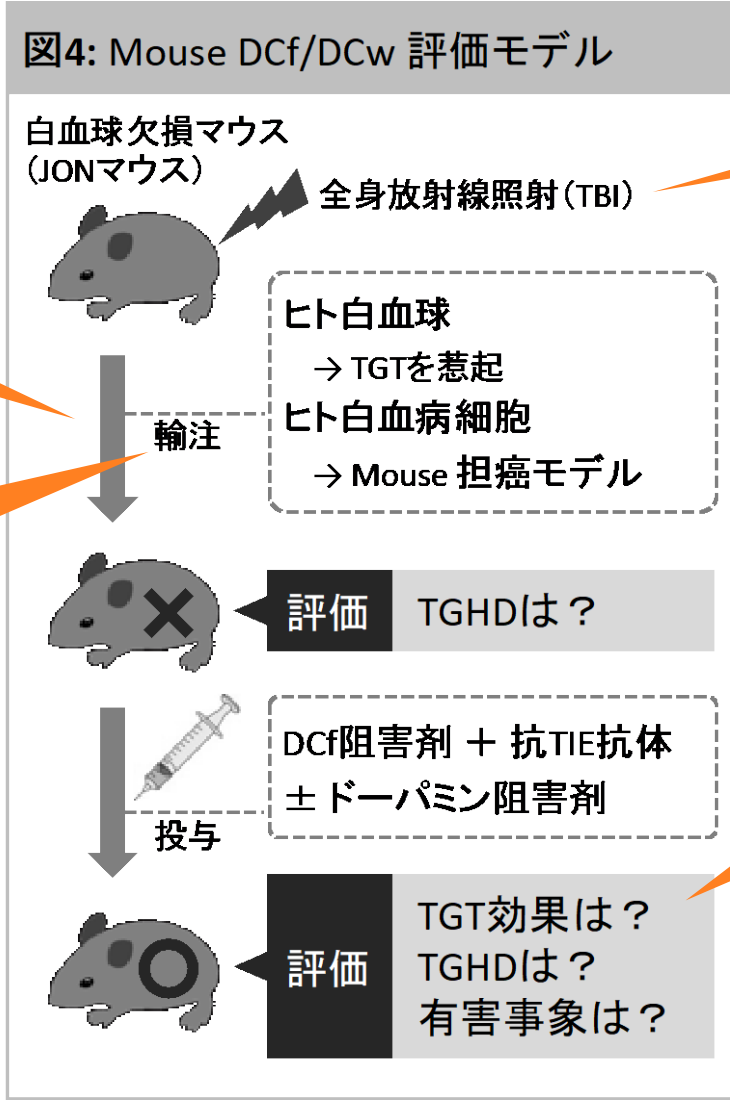 図4: Mouse DCf/DCw 評価モデル
白血球欠損マウス
(JONマウス)
全身放射線照射(TBI)
ヒト白血球
→ TGTを惹起
ヒト白血病細胞
→ Mouse 担癌モデル
輸注
評価
TGHDは？
DCf阻害剤 ＋ 抗TIE抗体
± ドーパミン阻害剤
投与
評価
TGT効果は？
TGHDは？
有害事象は？